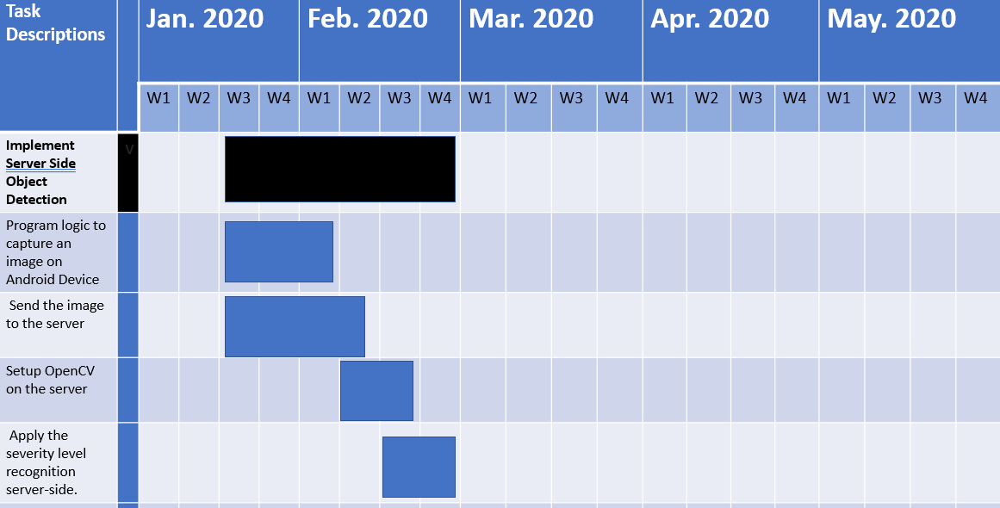 Task
Descriptions
Jan. 2020
Feb. 2020
Mar. 2020
Apr. 2020
May. 2020
W1 W2 W3 W4 W1 W2 W3 W4 W1 W2 W3 W4 W1 W2 W3 W4 W1 W2 W3 W4
Implement
Server Side
Object
Detection
V
Program logic to
capture an
image on
Android Device
Send the image
to the server
Setup OpenCV
on the server
Apply the
severity level
recognition
server-side.